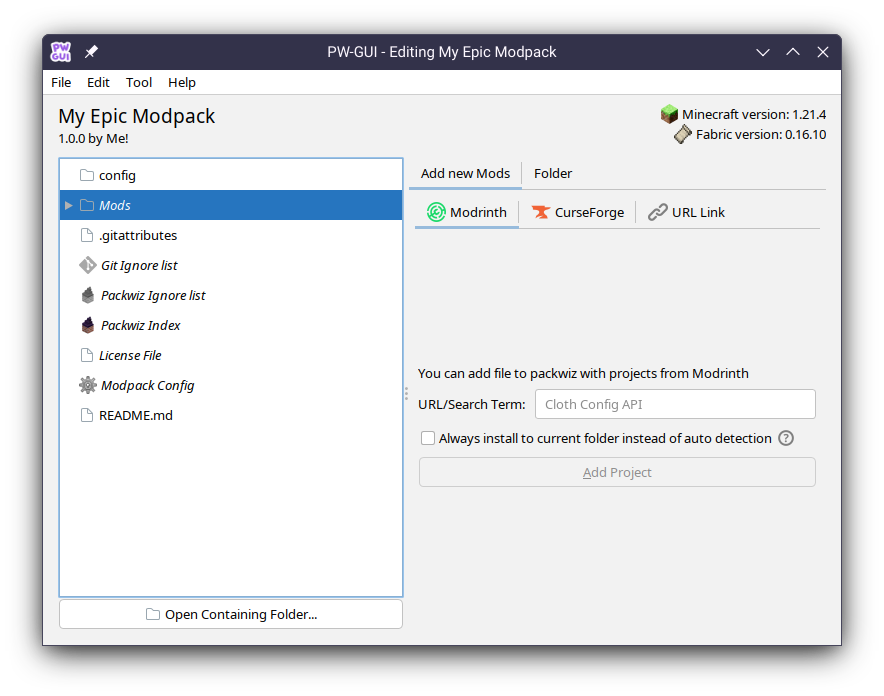 PW GUI
PW-GUI - Editing My Epic Modpack
File Edit Tool Help
My Epic Modpack
1.0.0 by Me!
Minecraft version: 1.21.4
Fabric version: 0.16.10
config
Mods
.gitattributes
Git Ignore list
Packwiz Ignore list
Packwiz Index
License File
Modpack Config
README.md
Open Containing Folder...
Add new Mods Folder
Modrinth CurseForge URL Link
You can add file to packwiz with projects from Modrinth
URL/Search Term: Cloth Config API
Always install to current folder instead of auto detection ?
Add Project